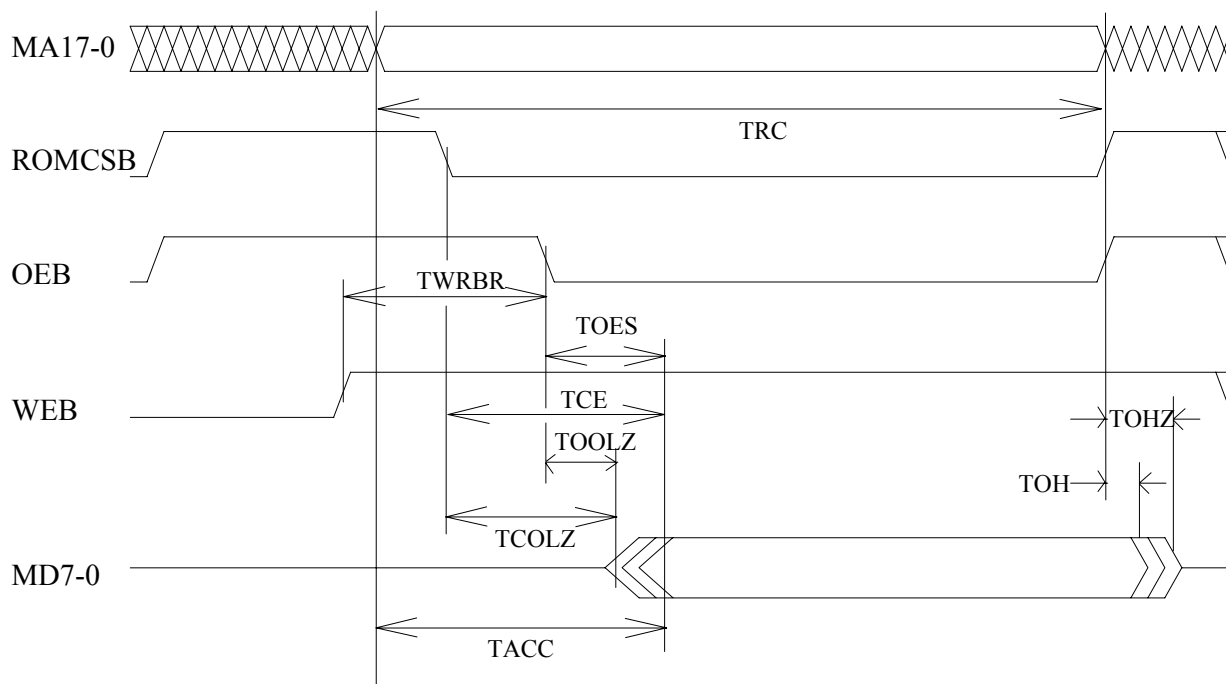 MA17-0
TRC
ROMCSB
OEB
TWRBR
TOES
WEB
TCE
TOHZ
TOOLZ
TOH
TCOLZ
MD7-0
TACC